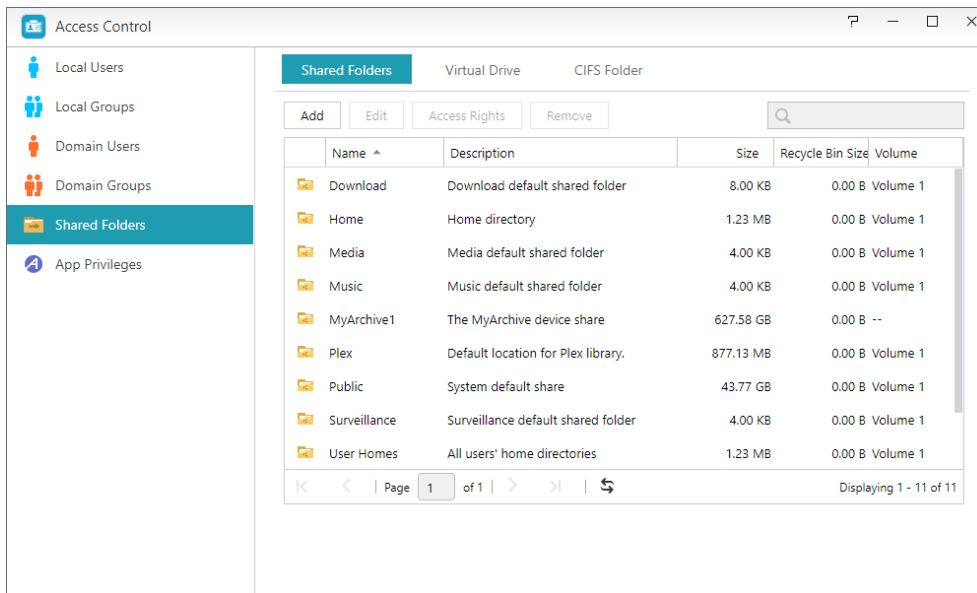 Access Control
Local Users
Local Groups
Domain Users
Domain Groups
Shared Folders
App Privileges
Shared Folders Virtual Drive CIFS Folder
Add Edit Access Rights Remove
Name Description Size Recycle Bin Size Volume
Download Download default shared folder 8.00 KB 0.00 B Volume 1
Home Home directory 1.23 MB 0.00 B Volume 1
Media Media default shared folder 4.00 KB 0.00 B Volume 1
Music Music default shared folder 4.00 KB 0.00 B Volume 1
MyArchive1 The MyArchive device share 627.58 GB 0.00 B --
Plex Default location for Plex library. 877.13 MB 0.00 B Volume 1
Public System default share 43.77 GB 0.00 B Volume 1
Surveillance Surveillance default shared folder 4.00 KB 0.00 B Volume 1
User Homes All users' home directories 1.23 MB 0.00 B Volume 1
Page 1 of 1 Displaying 1 - 11 of 11